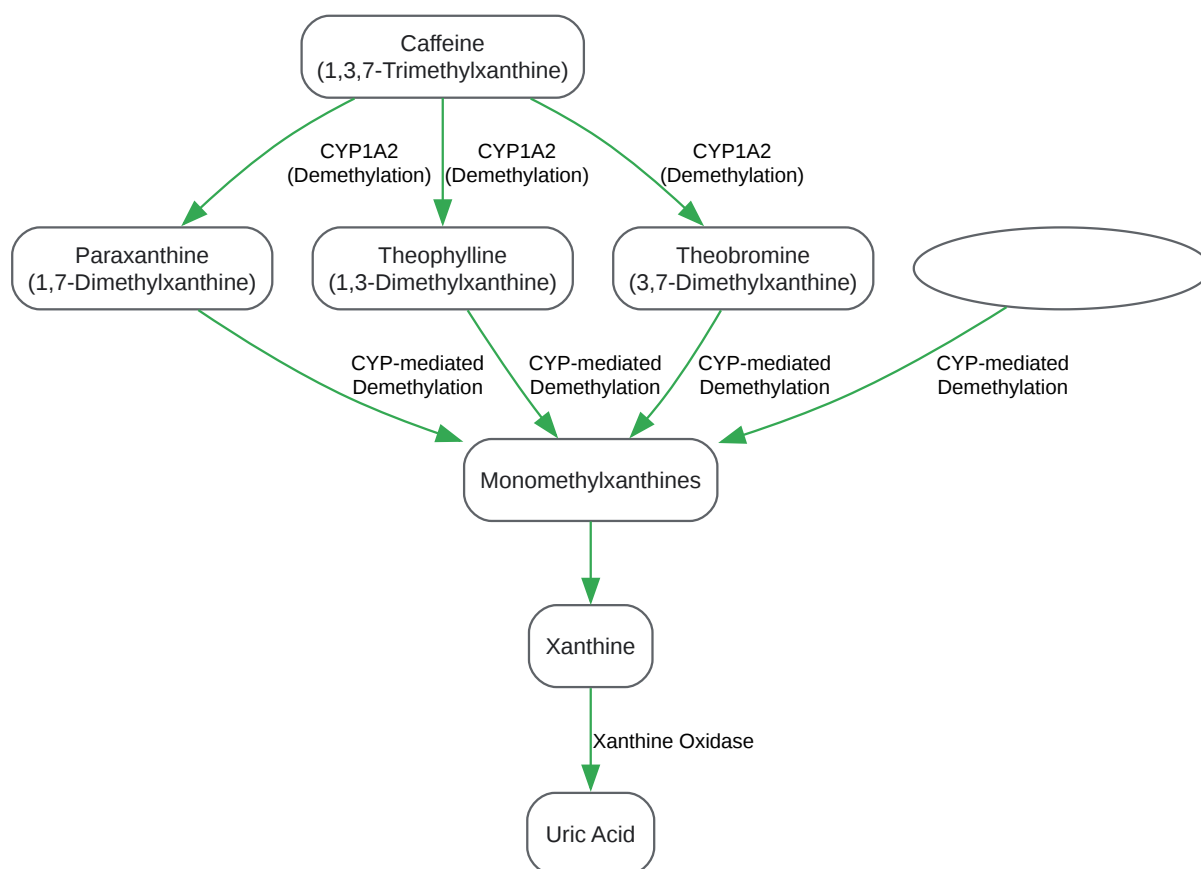 Caffeine
(1,3,7-Trimethylxanthine)
CYP1A2
(Demethylation)
CYP1A2
(Demethylation)
CYP1A2
(Demethylation)
Paraxanthine
(1,7-Dimethylxanthine)
Theophylline
(1,3-Dimethylxanthine)
Theobromine
(3,7-Dimethylxanthine)
CYP-mediated
Demethylation
CYP-mediated
Demethylation
CYP-mediated
Demethylation
CYP-mediated
Demethylation
Monomethylxanthines
Xanthine
Xanthine Oxidase
Uric Acid